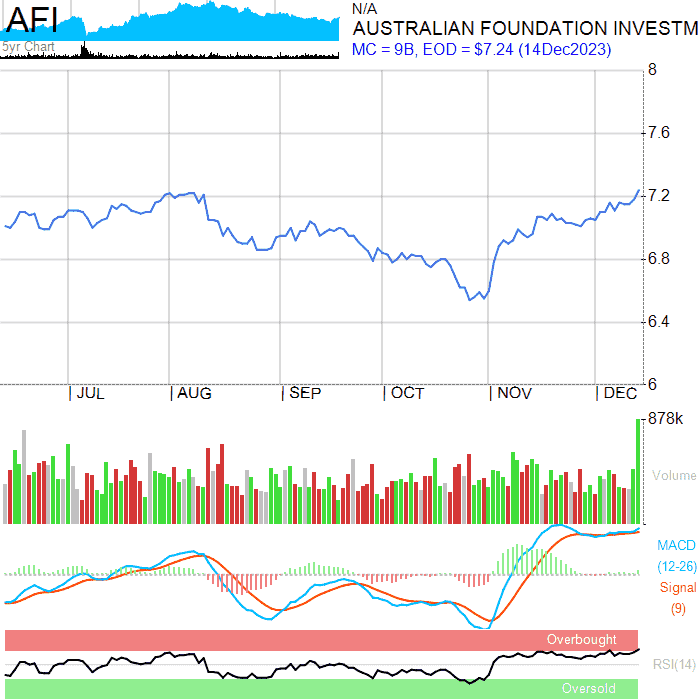 AFI
5yr Chart
N/A
AUSTRALIAN FOUNDATION INVESTM
MC = 9B, EOD = $7.24 (14Dec2023)
8
7.6
7.2
6.8
6.4
6
JUL AUG SEP OCT NOV DEC
878k
Volume
MACD
(12-26)
Signal
(9)
Overbought
RSI(14)
Oversold